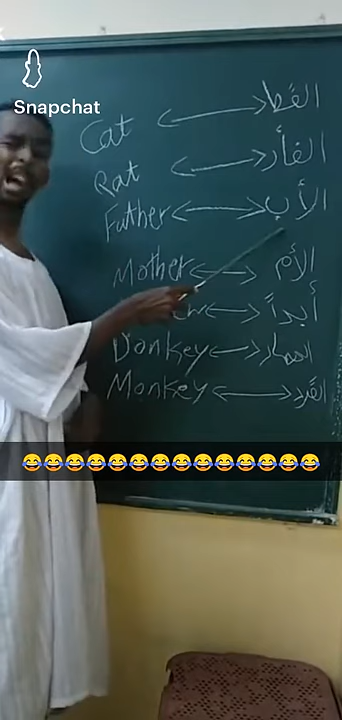 Snapchat
Cat ↔ القط
Rat ↔ الفأر
Father ↔ الأب
Mother ↔ الأم
↔ أبداً
Donkey ↔ الحمار
Monkey ↔ القرد
😂😂😂😂😂😂😂😂😂😂😂😂😂😂